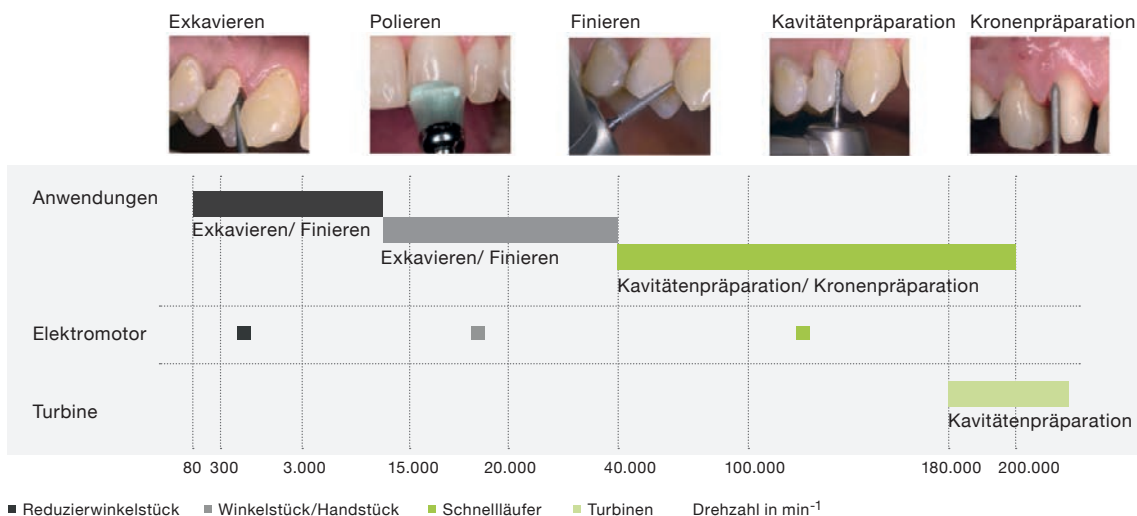 Exkavieren Polieren Finieren Kavitätenpräparation Kronenpräparation
Anwendungen
Exkavieren/ Finieren
Exkavieren/ Finieren
Kavitätenpräparation/ Kronenpräparation
Elektromotor
Turbine
Kavitätenpräparation
80 300 3.000 15.000 20.000 40.000 100.000 180.000 200.000
Reduzierwinkelstück Winkelstück/Handstück Schnellläufer Turbinen Drehzahl in min⁻¹